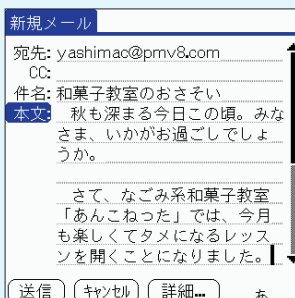 新規メール
宛先: yashimac@pmv8.com
CC:
件名: 和菓子教室のおさそい
本文: 秋も深まる今日この頃。みな
さま、いかがお過ごしでしょ
うか。
さて、なごみ系和菓子教室
「あんこねった」では、今月
も楽しくてタメになるレッス
ンを開くことになりました。
送信 ｷｬﾝｾﾙ 詳細... あ